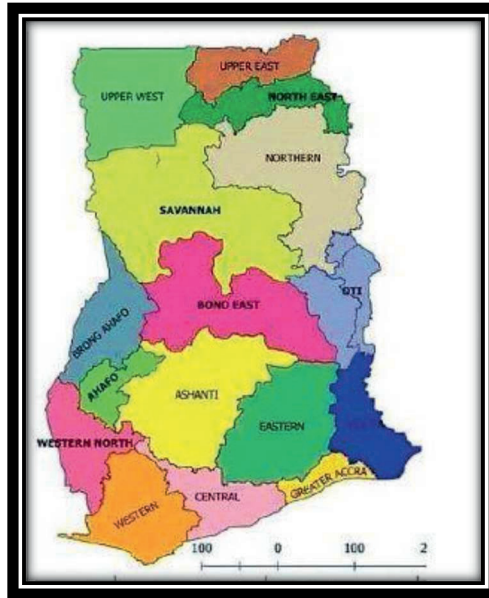 UPPER EAST
UPPER WEST
NORTH EAST
NORTHERN
SAVANNAH
OTI
BONO EAST
BRONG AHAFO
AHAFO
ASHANTI
EASTERN
WESTERN NORTH
GREATER ACCRA
CENTRAL
WESTERN
100 0 100 2